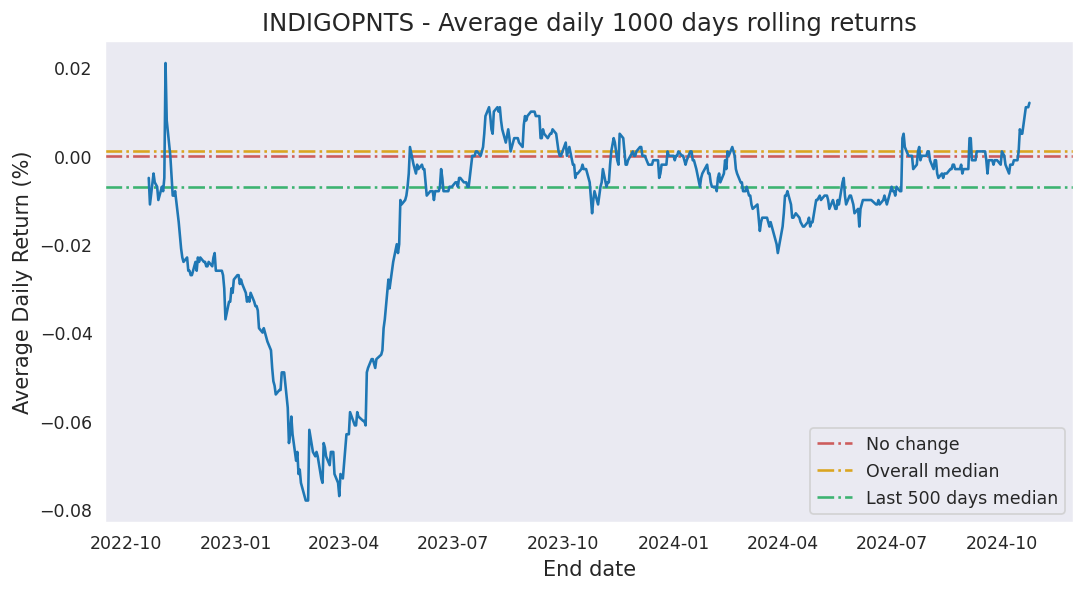 INDIGOPNTS - Average daily 1000 days rolling returns
Average Daily Return (%)
0.02
0.00
−0.02
−0.04
−0.06
−0.08
No change
Overall median
Last 500 days median
2022-10 2023-01 2023-04 2023-07 2023-10 2024-01 2024-04 2024-07 2024-10
End date